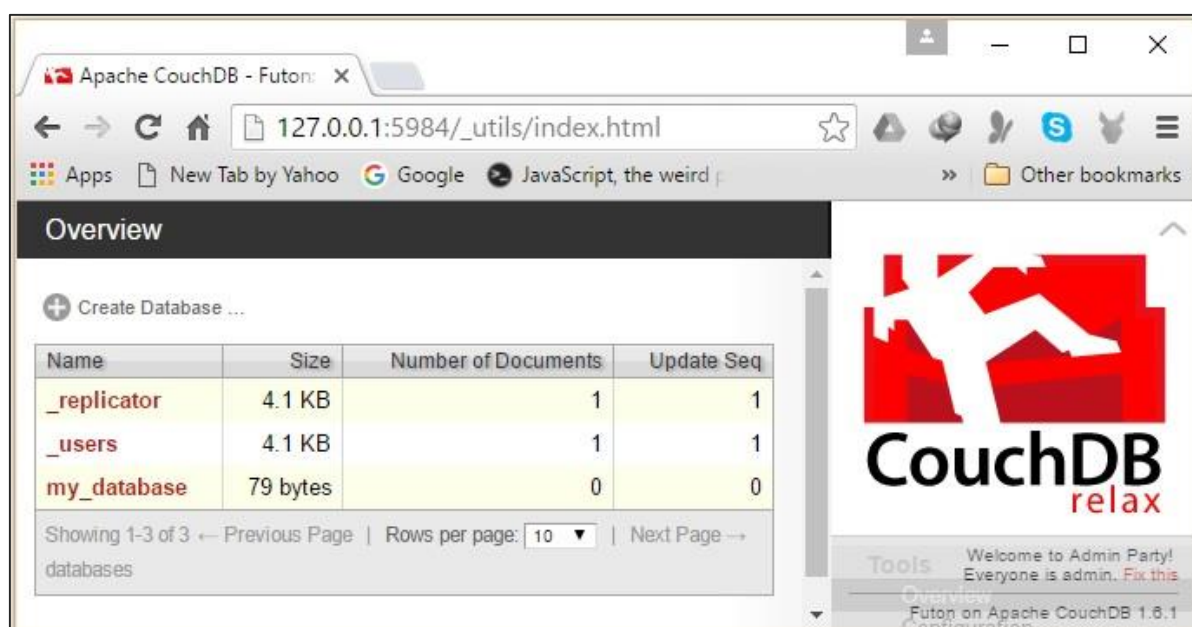 Apache CouchDB - Futon:
127.0.0.1:5984/_utils/index.html
Apps New Tab by Yahoo Google JavaScript, the weird p » Other bookmarks
Overview
Create Database ...
Name Size Number of Documents Update Seq
_replicator 4.1 KB 1 1
_users 4.1 KB 1 1
my_database 79 bytes 0 0
Showing 1-3 of 3 ← Previous Page | Rows per page: 10 | Next Page →
databases
CouchDB
relax
Tools
Welcome to Admin Party!
Everyone is admin. Fix this
Overview
Futon on Apache CouchDB 1.6.1
Configuration